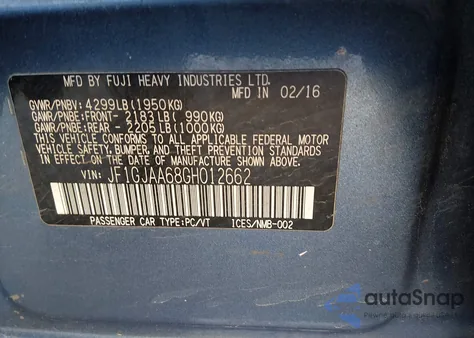 MFD BY FUJI HEAVY INDUSTRIES LTD.
GVWR/PNBV: 4299LB(1950KG) MFD IN 02/16
GAWR/PNBE:FRONT- 2183LB( 990KG)
GAWR/PNBE:REAR - 2205LB(1000KG)
THIS VEHICLE CONFORMS TO ALL APPLICABLE FEDERAL MOTOR
VEHICLE SAFETY, BUMPER, AND THEFT PREVENTION STANDARDS
IN EFFECT ON THE DATE OF MANUFACTURE SHOWN ABOVE.
VIN: JF1GJAA68GH012662
PASSENGER CAR TYPE:PC/VT ICES/NMB-002
autoSnap